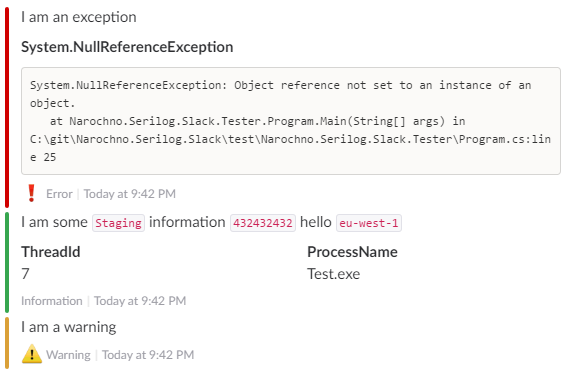 I am an exception
System.NullReferenceException
System.NullReferenceException: Object reference not set to an instance of an
object.
at Narochno.Serilog.Slack.Tester.Program.Main(String[] args) in
C:\git\Narochno.Serilog.Slack\test\Narochno.Serilog.Slack.Tester\Program.cs:lin
e 25
Error | Today at 9:42 PM
I am some Staging information 432432432 hello eu-west-1
ThreadId ProcessName
7 Test.exe
Information | Today at 9:42 PM
I am a warning
Warning | Today at 9:42 PM